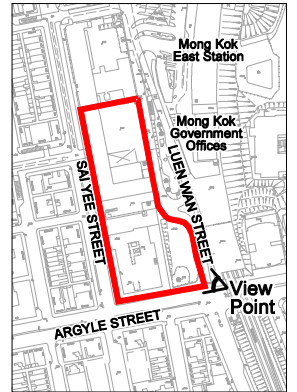 Mong Kok
East Station
Mong Kok
Government
Offices
LUEN WAN STREET
SAI YEE STREET
View
Point
ARGYLE STREET